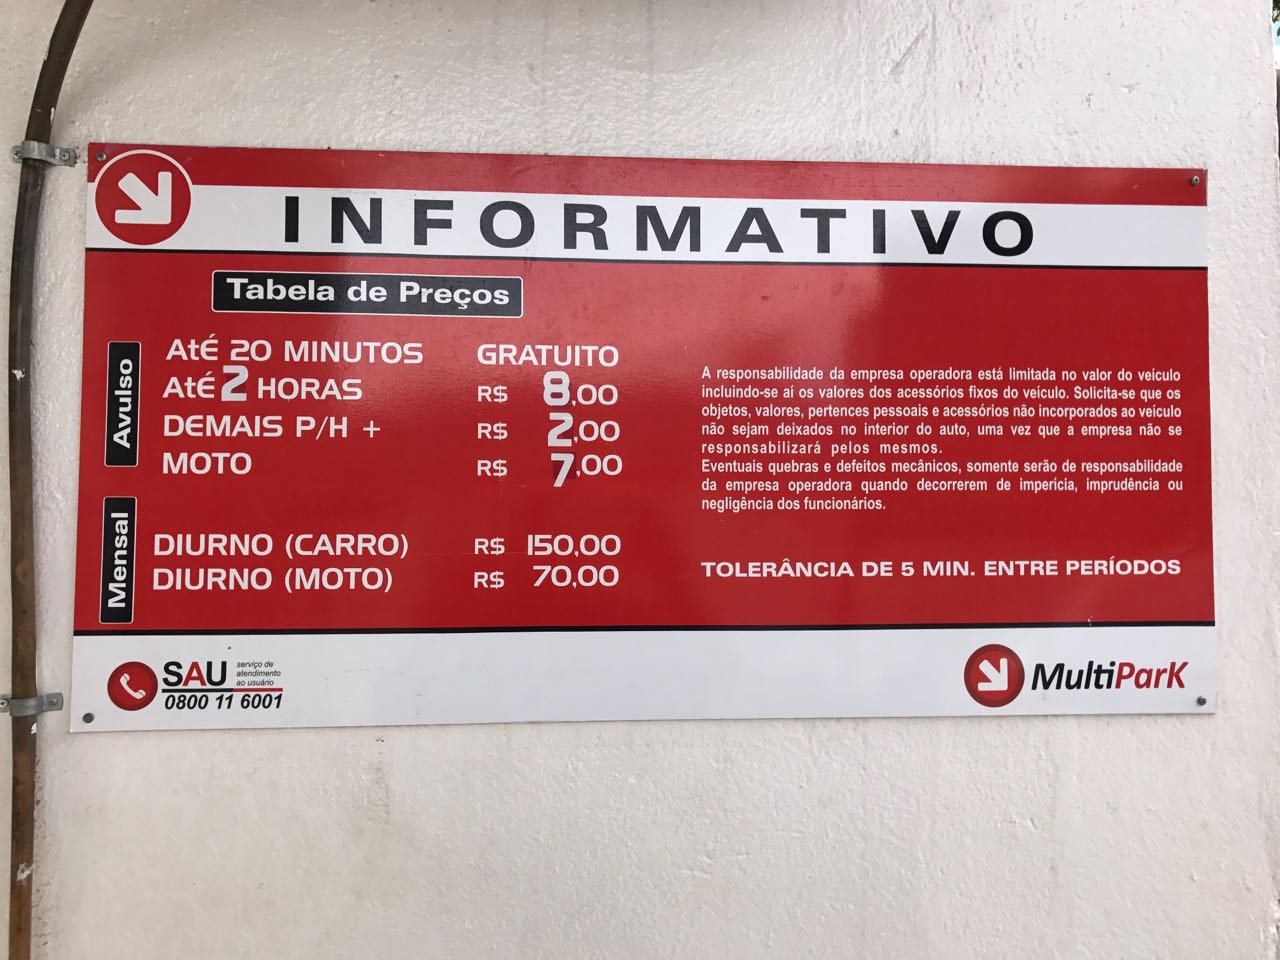 INFORMATIVO
Tabela de Preços
Avulso
AtÉ 20 MINUTOS GRATUITO
AtÉ 2 HORAS R$ 8,00
DEMAIS P/H + R$ 2,00
MOTO R$ 7,00
Mensal
DIURNO (CARRO) R$ 150,00
DIURNO (MOTO) R$ 70,00
A responsabilidade da empresa operadora está limitada no valor do veículo
incluindo-se aí os valores dos acessórios fixos do veículo. Solicita-se que os
objetos, valores, pertences pessoais e acessórios não incorporados ao veículo
não sejam deixados no interior do auto, uma vez que a empresa não se
responsabilizará pelos mesmos.
Eventuais quebras e defeitos mecânicos, somente serão de responsabilidade
da empresa operadora quando decorrerem de imperícia, imprudência ou
negligência dos funcionários.
TOLERÂNCIA DE 5 MIN. ENTRE PERÍODOS
SAU
serviço de
atendimento
ao usuário
0800 11 6001
MultiParK